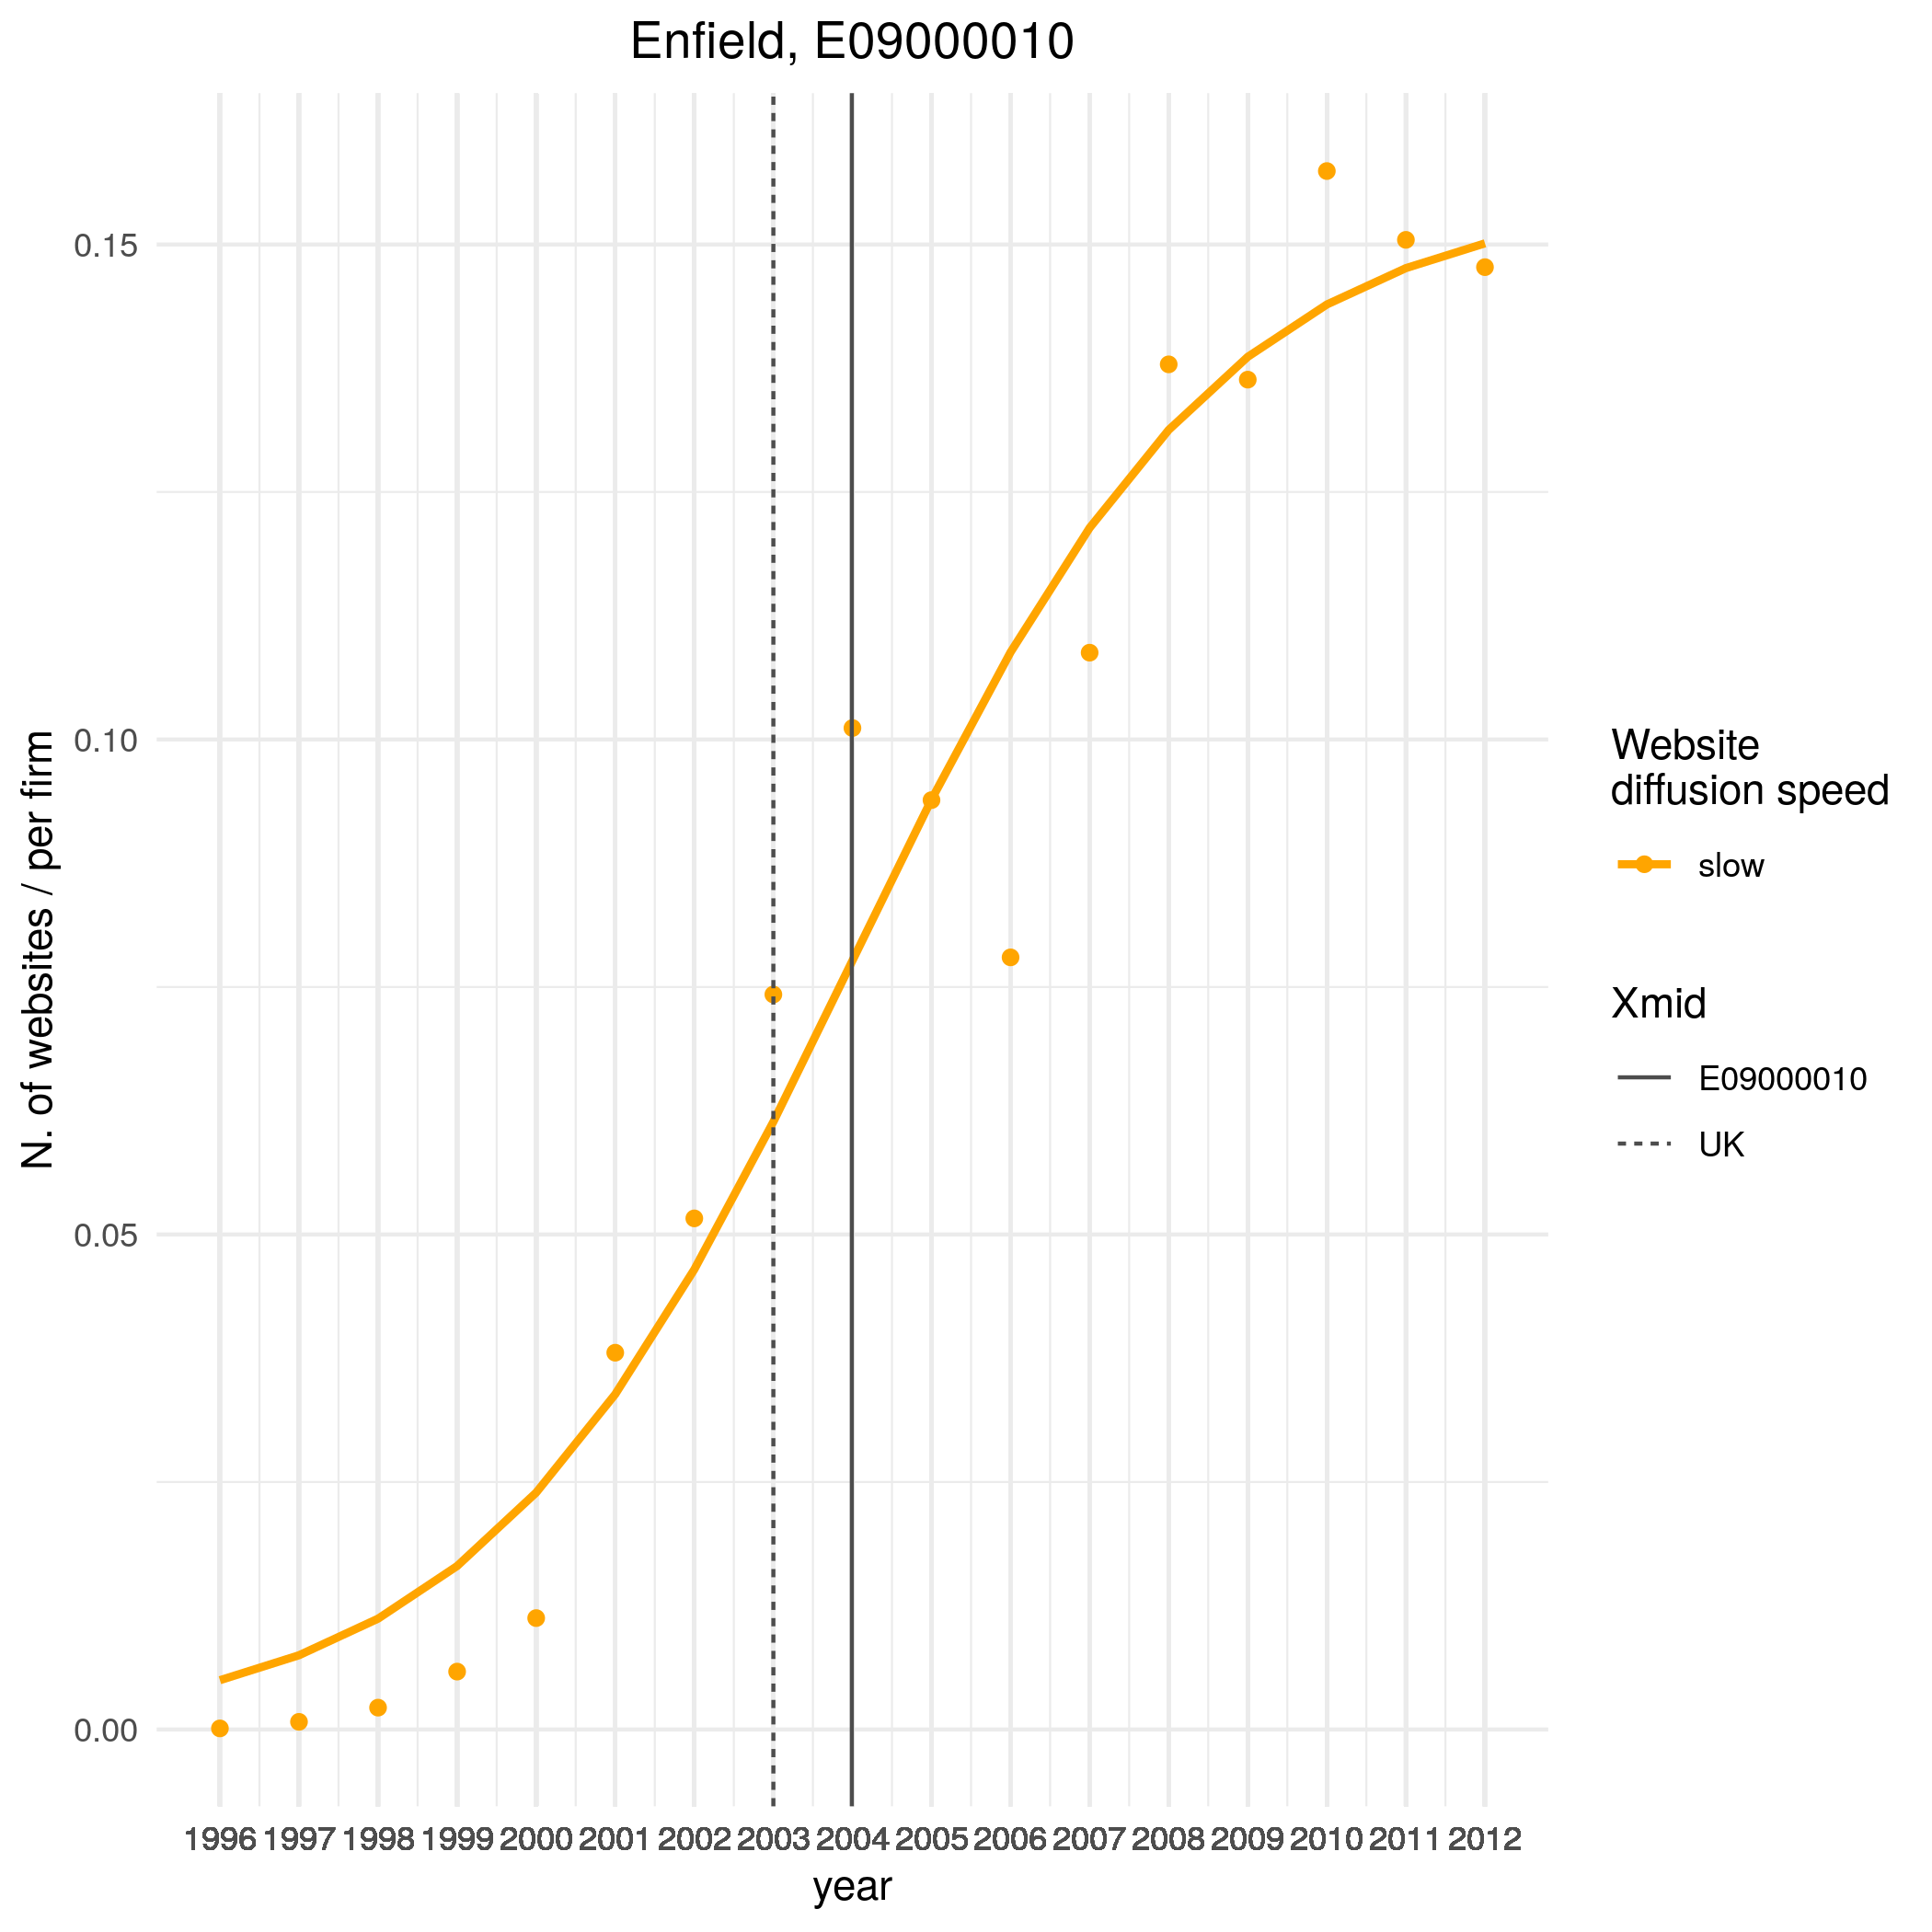 Enfield, E09000010
N. of websites / per firm
0.15
0.10
0.05
0.00
1996 1997 1998 1999 2000 2001 2002 2003 2004 2005 2006 2007 2008 2009 2010 2011 2012
year
Website
diffusion speed
slow
Xmid
E09000010
UK